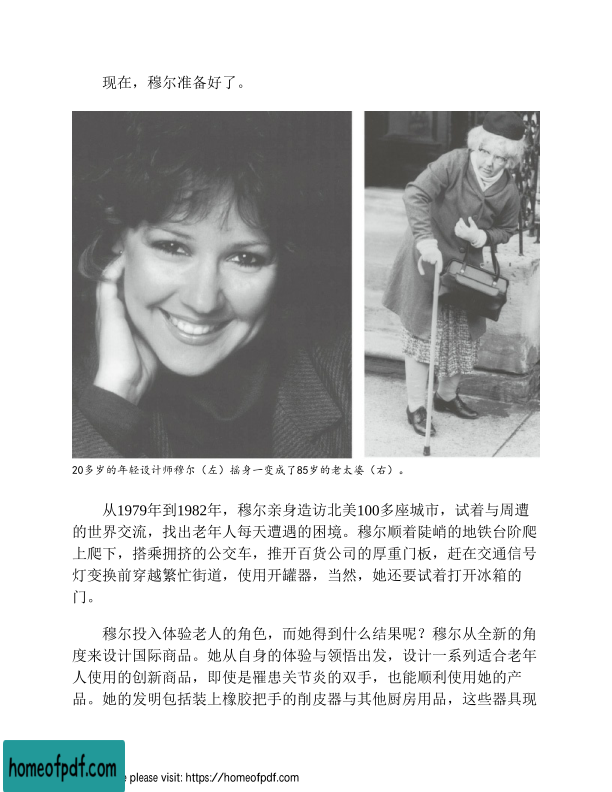 现在，穆尔准备好了。
20多岁的年轻设计师穆尔（左）摇身一变成了85岁的老太婆（右）。
从1979年到1982年，穆尔亲身造访北美100多座城市，试着与周遭
的世界交流，找出老年人每天遭遇的困境。穆尔顺着陡峭的地铁台阶爬
上爬下，搭乘拥挤的公交车，推开百货公司的厚重门板，赶在交通信号
灯变换前穿越繁忙街道，使用开罐器，当然，她还要试着打开冰箱的
门。
穆尔投入体验老人的角色，而她得到什么结果呢？穆尔从全新的角
度来设计国际商品。她从自身的体验与领悟出发，设计一系列适合老年
人使用的创新商品，即使是罹患关节炎的双手，也能顺利使用她的产
品。她的发明包括装上橡胶把手的削皮器与其他厨房用品，这些器具现
homeofpdf.com
e please visit: https://homeofpdf.com